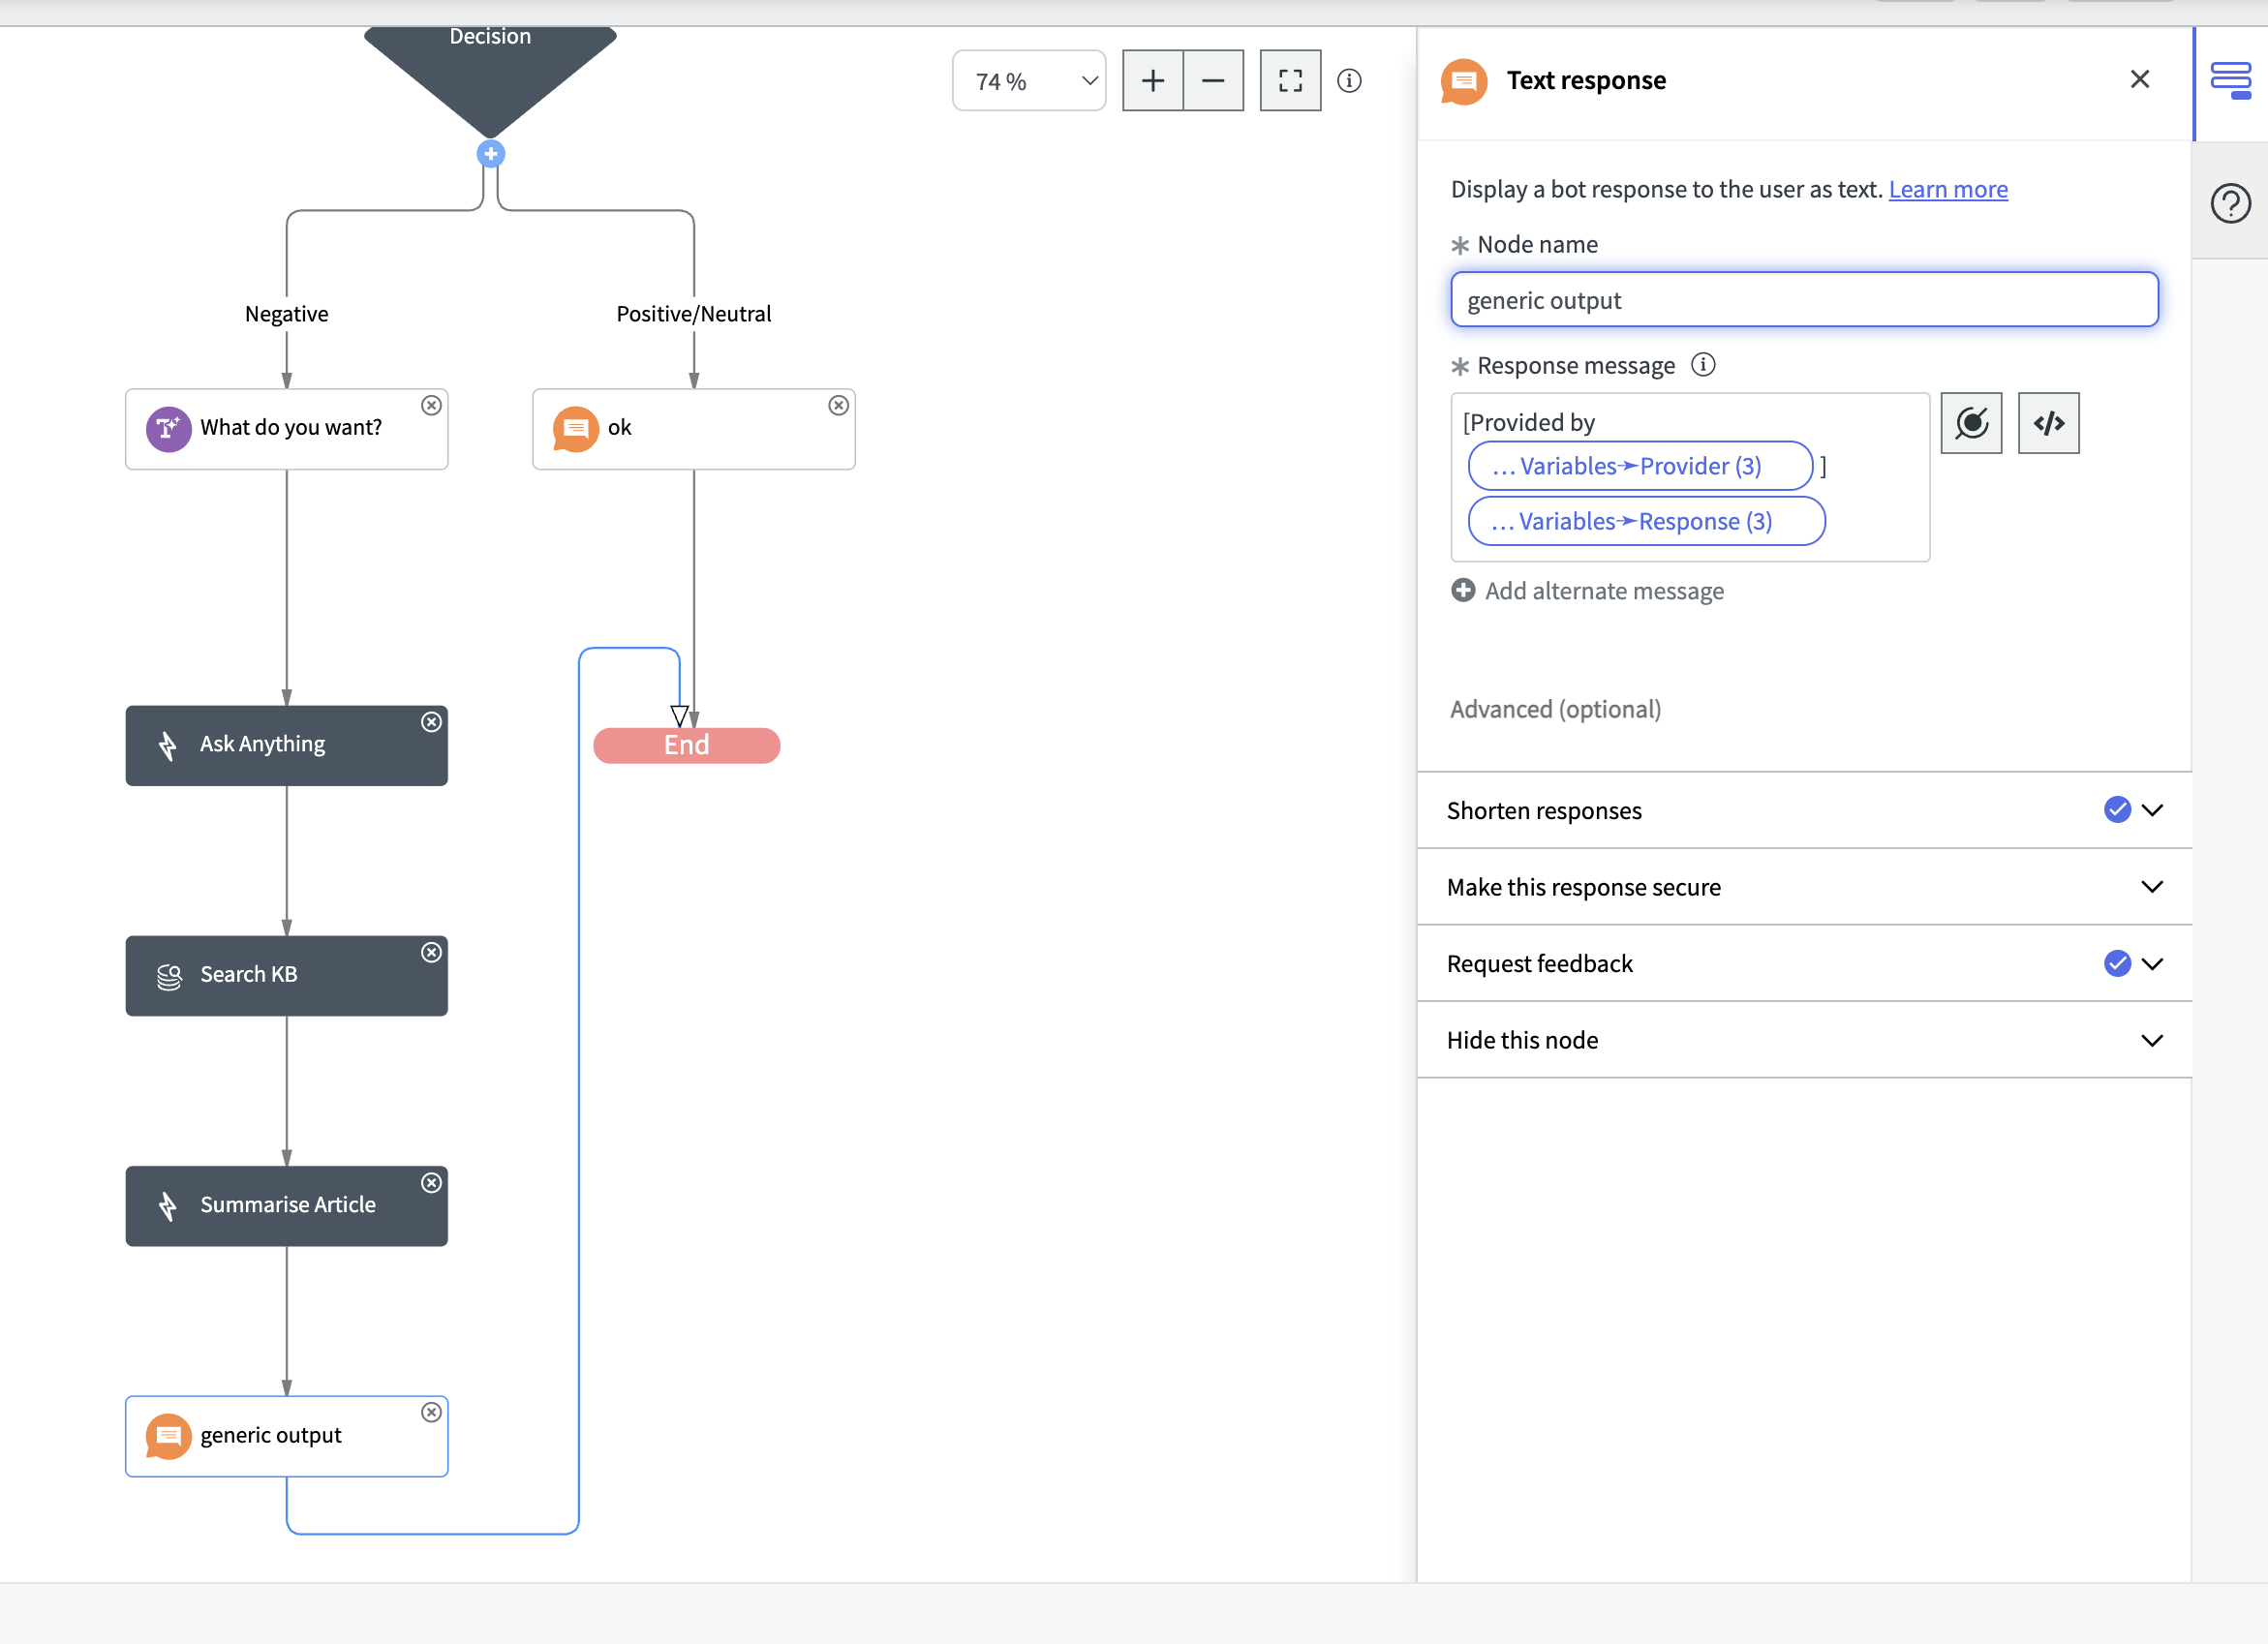 Decision
74 %
Negative
Positive/Neutral
What do you want?
ok
Ask Anything
End
Search KB
Summarise Article
generic output
Text response
Display a bot response to the user as text. Learn more
* Node name
generic output
* Response message
[Provided by
... Variables➛Provider (3) ]
... Variables➛Response (3)
</>
Add alternate message
Advanced (optional)
Shorten responses
Make this response secure
Request feedback
Hide this node